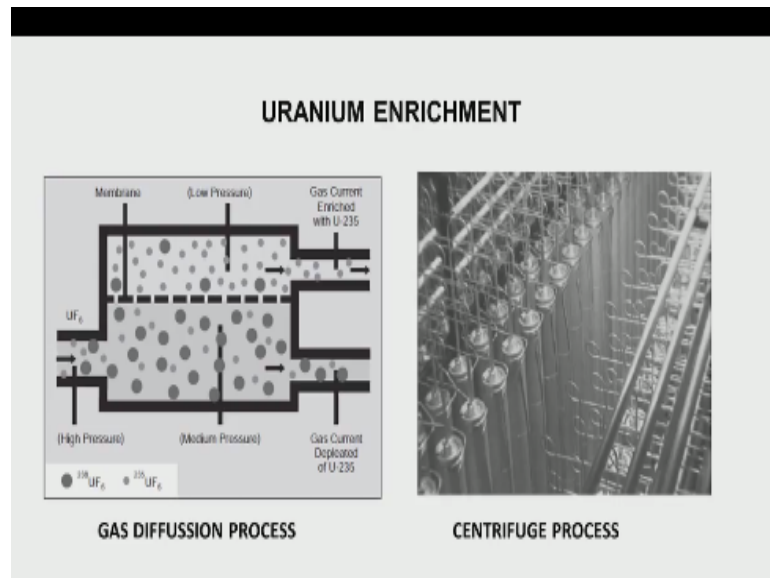 URANIUM ENRICHMENT
Membrane
(Low Pressure)
Gas Current
Enriched
with U-235
UF6
(High Pressure)
(Medium Pressure)
Gas Current
Depleated
of U-235
238UF6
235UF6
GAS DIFFUSSION PROCESS
CENTRIFUGE PROCESS